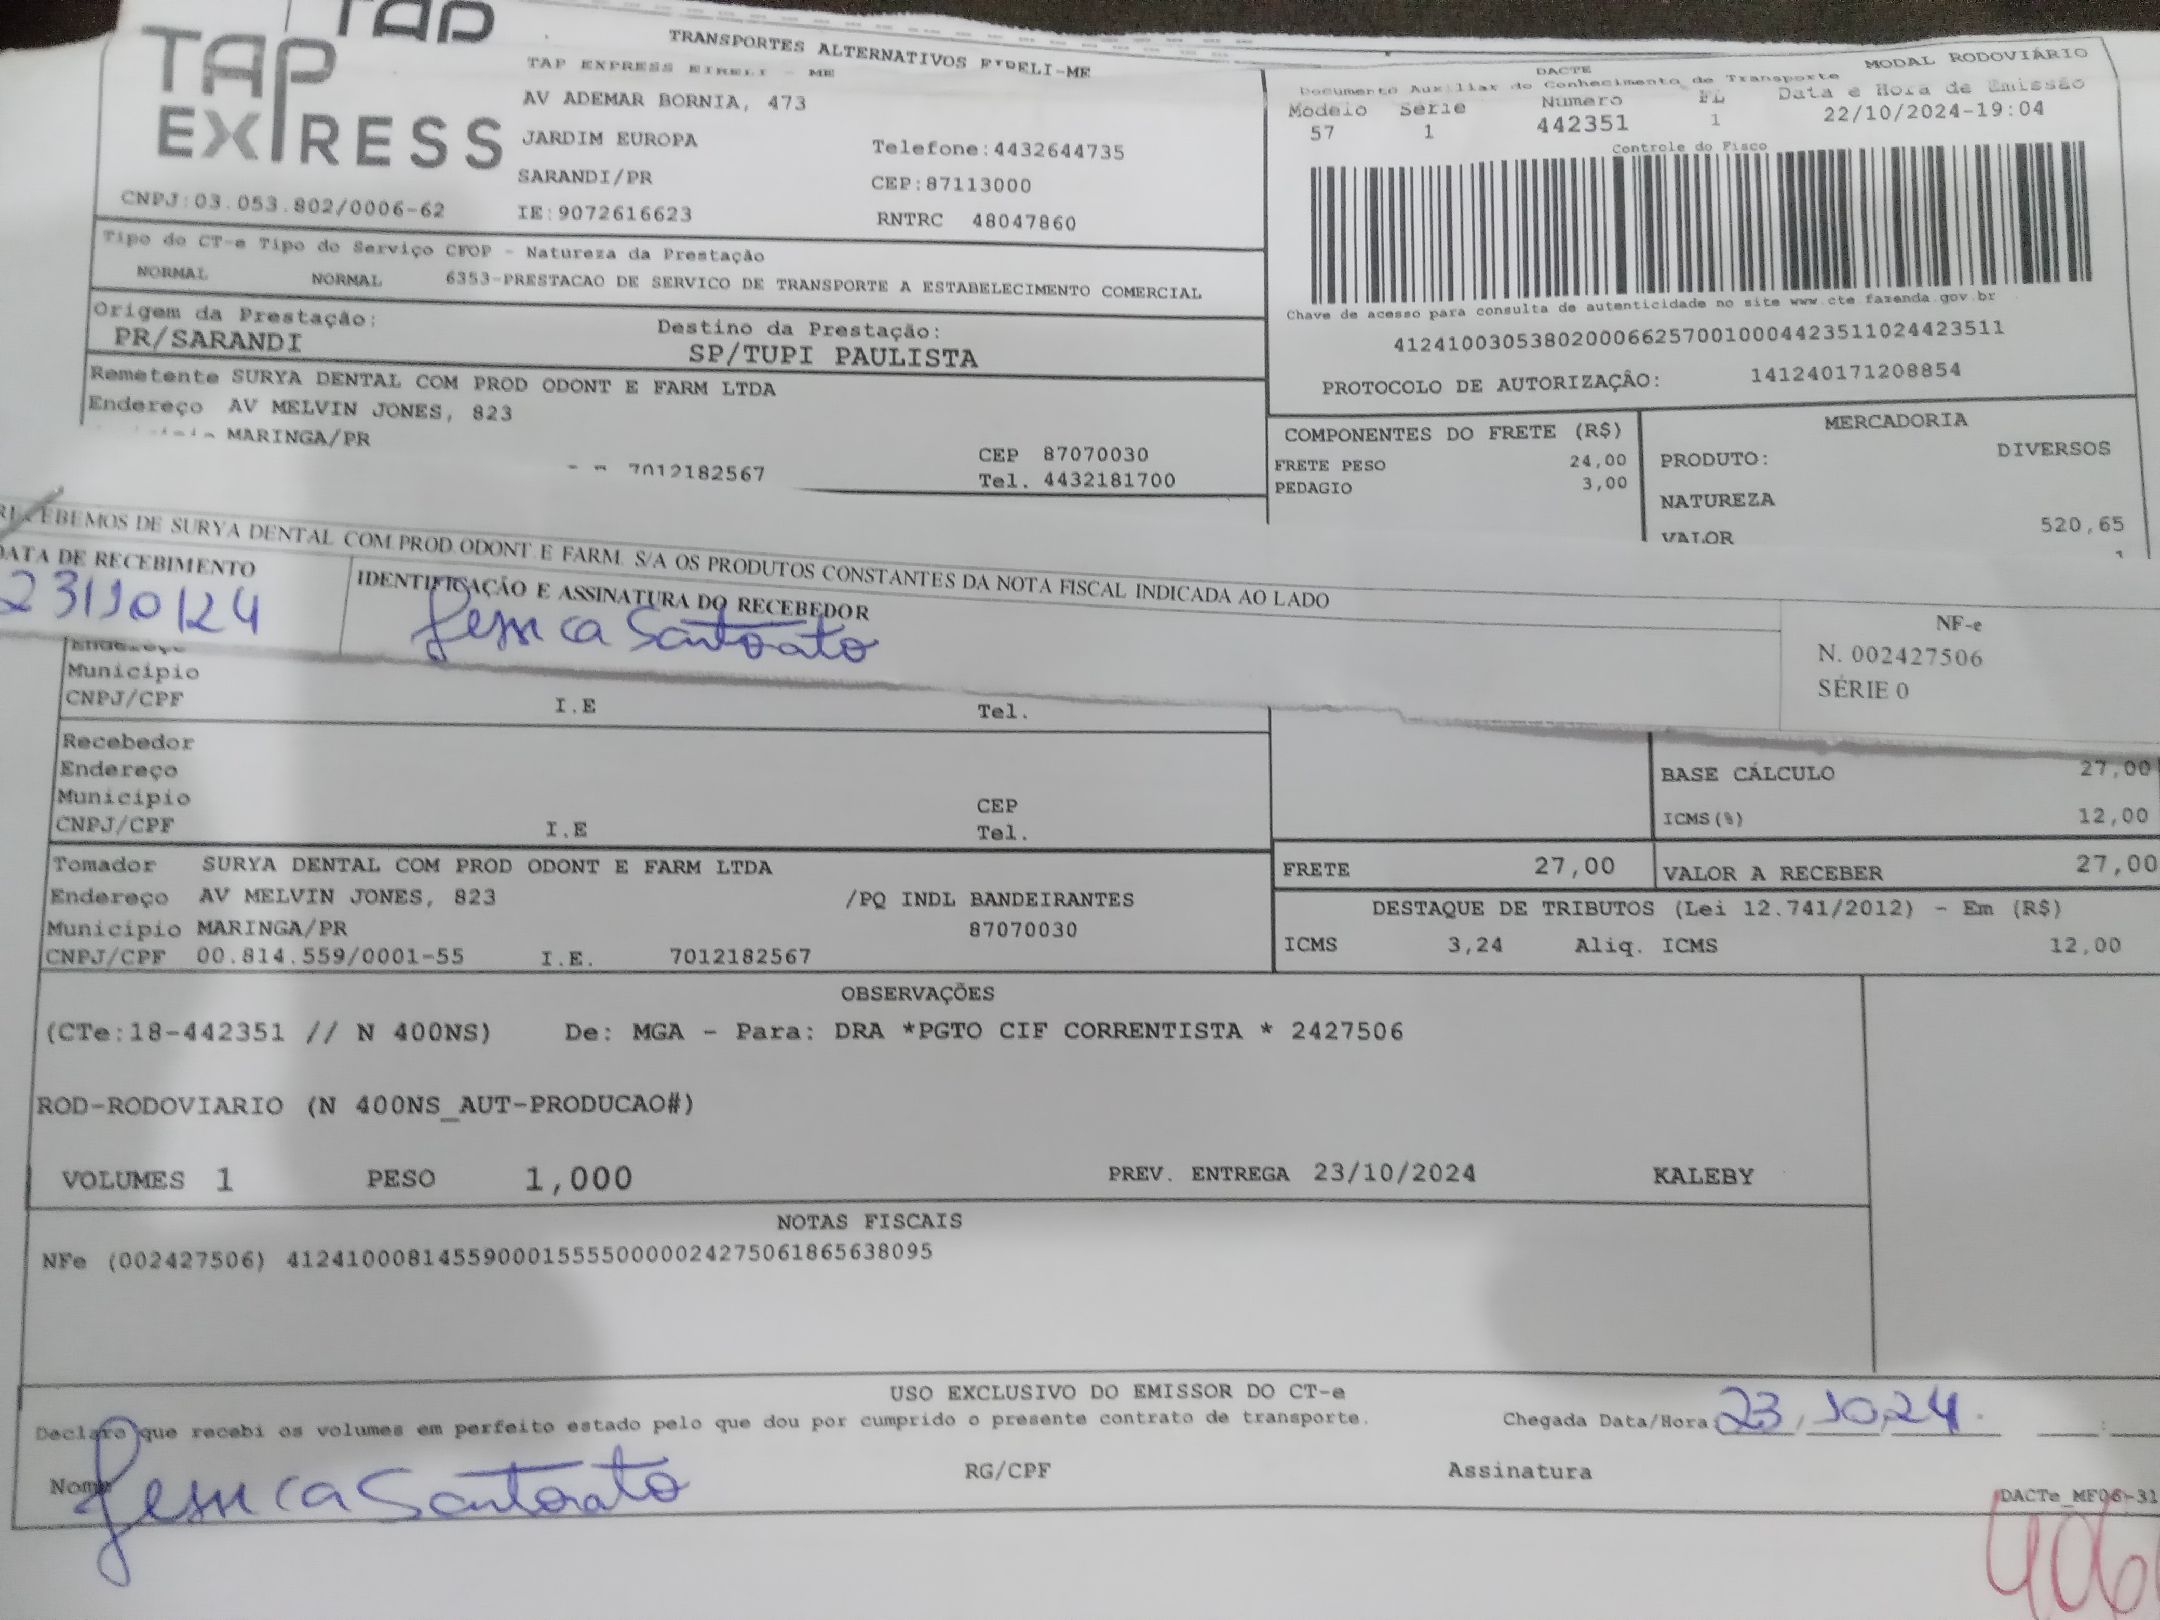 TAP
TAP EXPRESS
TRANSPORTES ALTERNATIVOS EIRELI-ME
TAP EXPRESS EIRELI - ME
AV ADEMAR BORNIA, 473
JARDIM EUROPA Telefone:4432644735
SARANDI/PR CEP:87113000
CNPJ:03.053.802/0006-62 IE:9072616623 RNTRC 48047860
MODAL RODOVIÁRIO
DACTE
Documento Auxiliar do Conhecimento de Transporte
Modelo Série Número FL Data e Hora de Emissão
57 1 442351 1 22/10/2024-19:04
Controle do Fisco
Chave de acesso para consulta de autenticidade no site www.cte.fazenda.gov.br
41241003053802000662570010004423511024423511
PROTOCOLO DE AUTORIZAÇÃO: 141240171208854
Tipo do CT-e Tipo do Serviço CFOP - Natureza da Prestação
NORMAL NORMAL 6353-PRESTACAO DE SERVICO DE TRANSPORTE A ESTABELECIMENTO COMERCIAL
Origem da Prestação: Destino da Prestação:
PR/SARANDI SP/TUPI PAULISTA
Remetente SURYA DENTAL COM PROD ODONT E FARM LTDA
Endereço AV MELVIN JONES, 823
MARINGA/PR CEP 87070030
7012182567 Tel. 4432181700
COMPONENTES DO FRETE (R$)
FRETE PESO 24,00
PEDAGIO 3,00
MERCADORIA
PRODUTO: DIVERSOS
NATUREZA
VALOR 520,65
RECEBEMOS DE SURYA DENTAL COM.PROD.ODONT.E FARM. S/A OS PRODUTOS CONSTANTES DA NOTA FISCAL INDICADA AO LADO
DATA DE RECEBIMENTO IDENTIFICAÇÃO E ASSINATURA DO RECEBEDOR
23/10/24 Jessica Santorato
NF-e
N. 002427506
SÉRIE 0
Endereço
Município
CNPJ/CPF I.E Tel.
Recebedor
Endereço
Município CEP
CNPJ/CPF I.E Tel.
BASE CÁLCULO 27,00
ICMS(%) 12,00
FRETE 27,00 VALOR A RECEBER 27,00
Tomador SURYA DENTAL COM PROD ODONT E FARM LTDA
Endereço AV MELVIN JONES, 823 /PQ INDL BANDEIRANTES
Município MARINGA/PR 87070030
CNPJ/CPF 00.814.559/0001-55 I.E. 7012182567
DESTAQUE DE TRIBUTOS (Lei 12.741/2012) - Em (R$)
ICMS 3,24 Aliq. ICMS 12,00
OBSERVAÇÕES
(CTe:18-442351 // N 400NS) De: MGA - Para: DRA *PGTO CIF CORRENTISTA * 2427506
ROD-RODOVIARIO (N 400NS_AUT-PRODUCAO#)
VOLUMES 1 PESO 1,000 PREV. ENTREGA 23/10/2024 KALEBY
NOTAS FISCAIS
NFe (002427506) 41241000814559000155550000024275061865638095
USO EXCLUSIVO DO EMISSOR DO CT-e
Declaro que recebi os volumes em perfeito estado pelo que dou por cumprido o presente contrato de transporte. Chegada Data/Hora 23/10/24
Nome Jessica Santorato RG/CPF Assinatura
DACTe_MF06-31
406